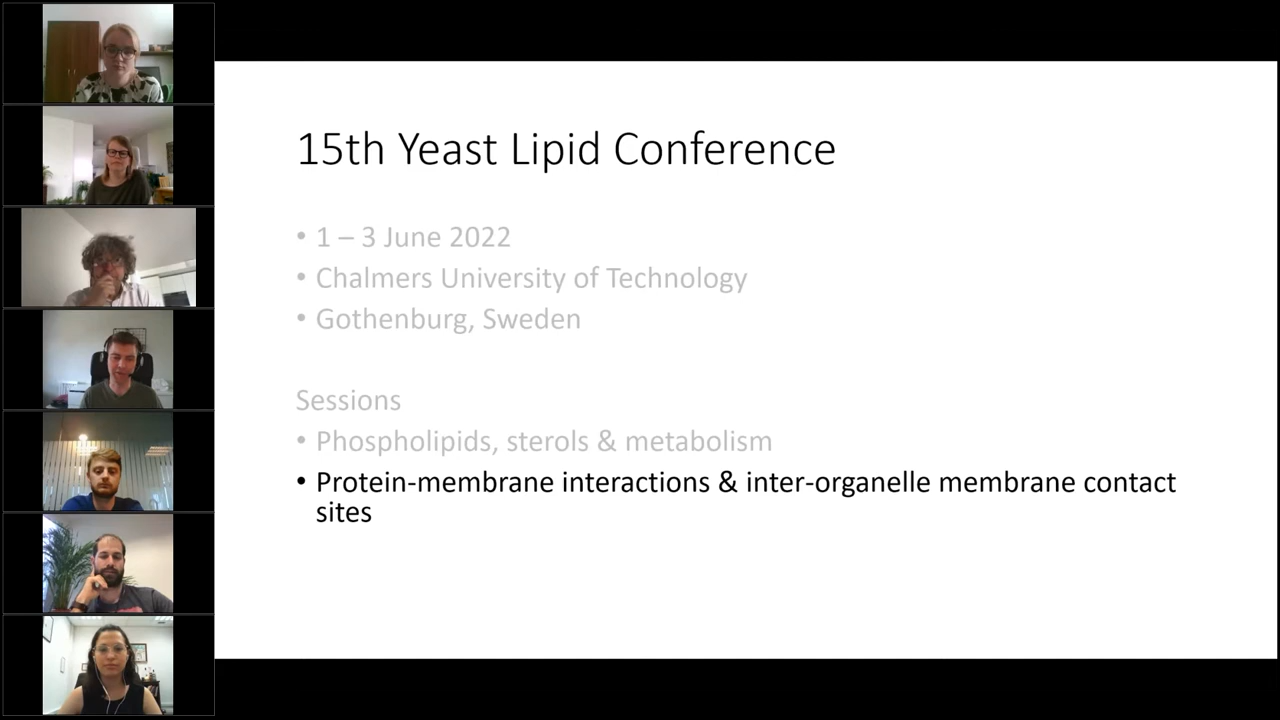 15th Yeast Lipid Conference
• 1 – 3 June 2022
• Chalmers University of Technology
• Gothenburg, Sweden
Sessions
• Phospholipids, sterols & metabolism
• Protein-membrane interactions & inter-organelle membrane contact
sites